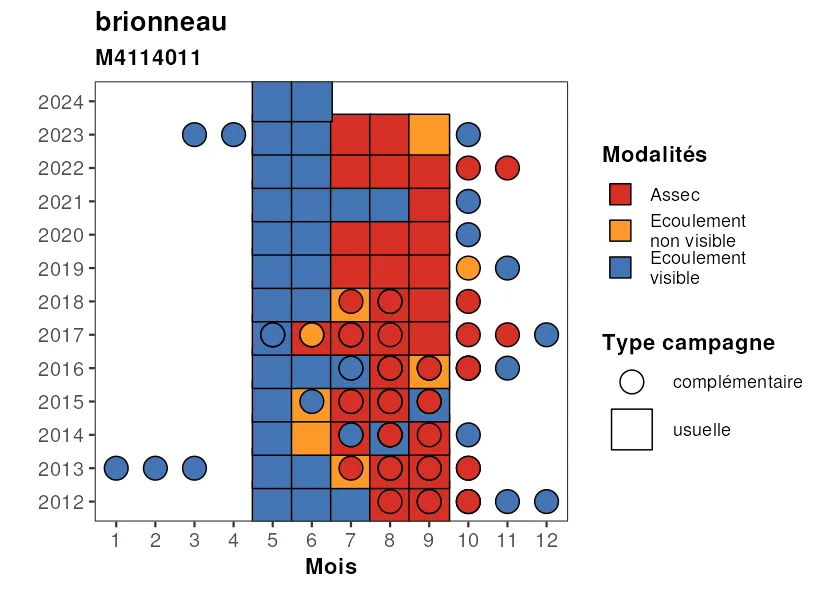 brionneau
M4114011
2024
2023
2022
2021
2020
2019
2018
2017
2016
2015
2014
2013
2012
1 2 3 4 5 6 7 8 9 10 11 12
Mois
Modalités
Assec
Ecoulement
non visible
Ecoulement
visible
Type campagne
complémentaire
usuelle